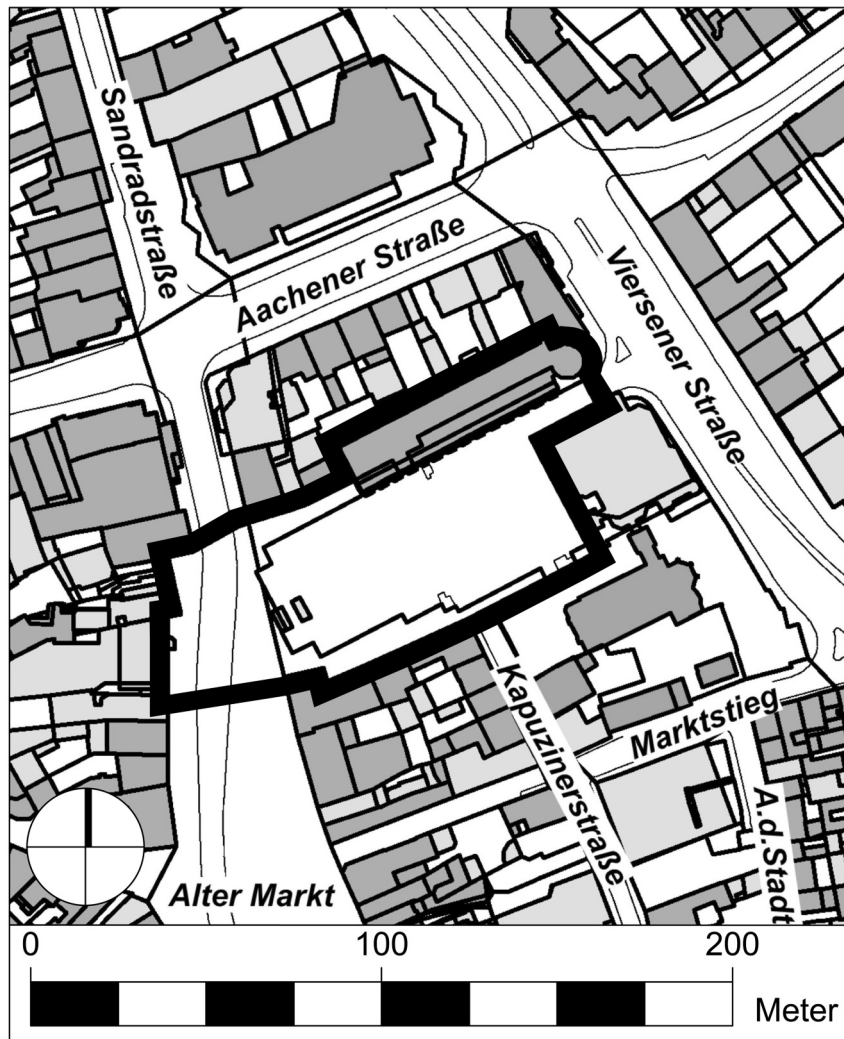 Sandradstraße
Aachener Straße
Viersener Straße
Kapuzinerstraße
Marktstieg
A.d.Stadt
Alter Markt
0 100 200
Meter